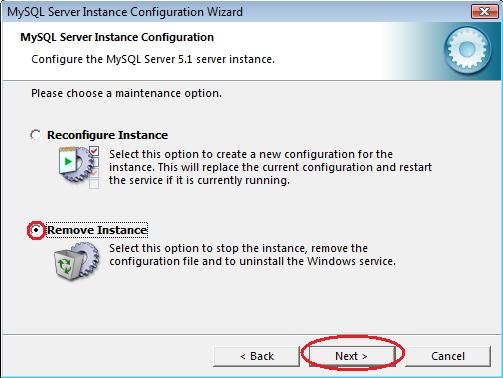 MySQL Server Instance Configuration Wizard
MySQL Server Instance Configuration
Configure the MySQL Server 5.1 server instance.
Please choose a maintenance option.
Reconfigure Instance
Select this option to create a new configuration for the
instance. This will replace the current configuration and restart
the service if it is currently running.
Remove Instance
Select this option to stop the instance, remove the
configuration file and to uninstall the Windows service.
< Back
Next >
Cancel